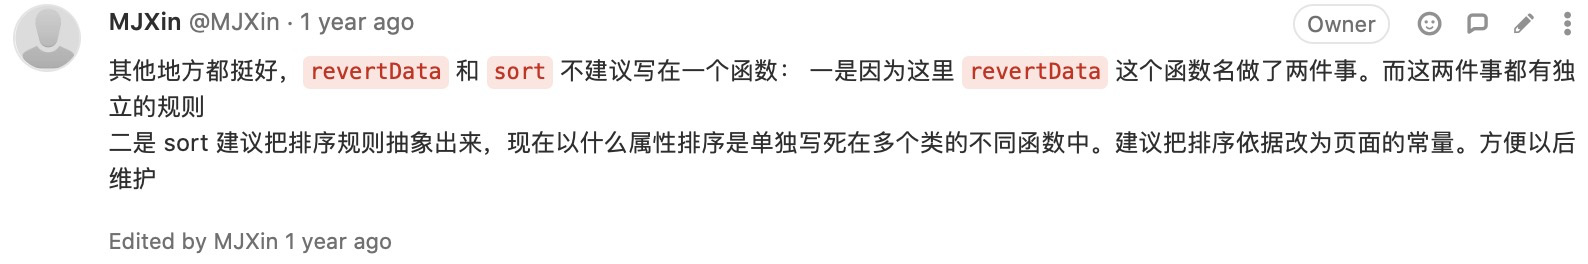 MJXin @MJXin · 1 year ago
Owner
其他地方都挺好，revertData 和 sort 不建议写在一个函数： 一是因为这里 revertData 这个函数名做了两件事。而这两件事都有独
立的规则
二是 sort 建议把排序规则抽象出来，现在以什么属性排序是单独写死在多个类的不同函数中。建议把排序依据改为页面的常量。方便以后
维护
Edited by MJXin 1 year ago